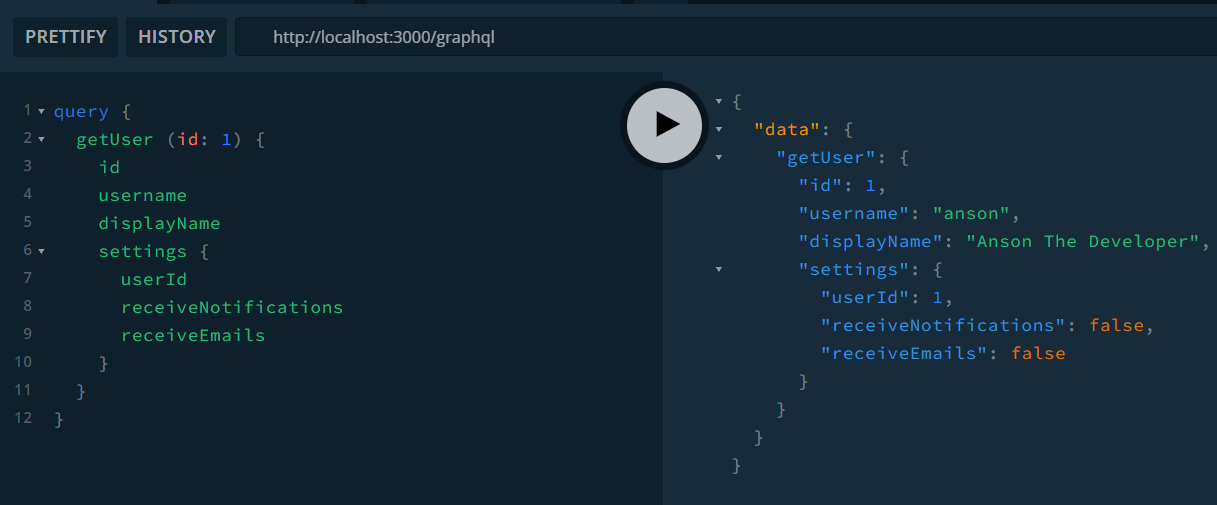 PRETTIFY HISTORY http://localhost:3000/graphql
1 query {
2 getUser (id: 1) {
3 id
4 username
5 displayName
6 settings {
7 userId
8 receiveNotifications
9 receiveEmails
10 }
11 }
12 }
{
"data": {
"getUser": {
"id": 1,
"username": "anson",
"displayName": "Anson The Developer",
"settings": {
"userId": 1,
"receiveNotifications": false,
"receiveEmails": false
}
}
}
}